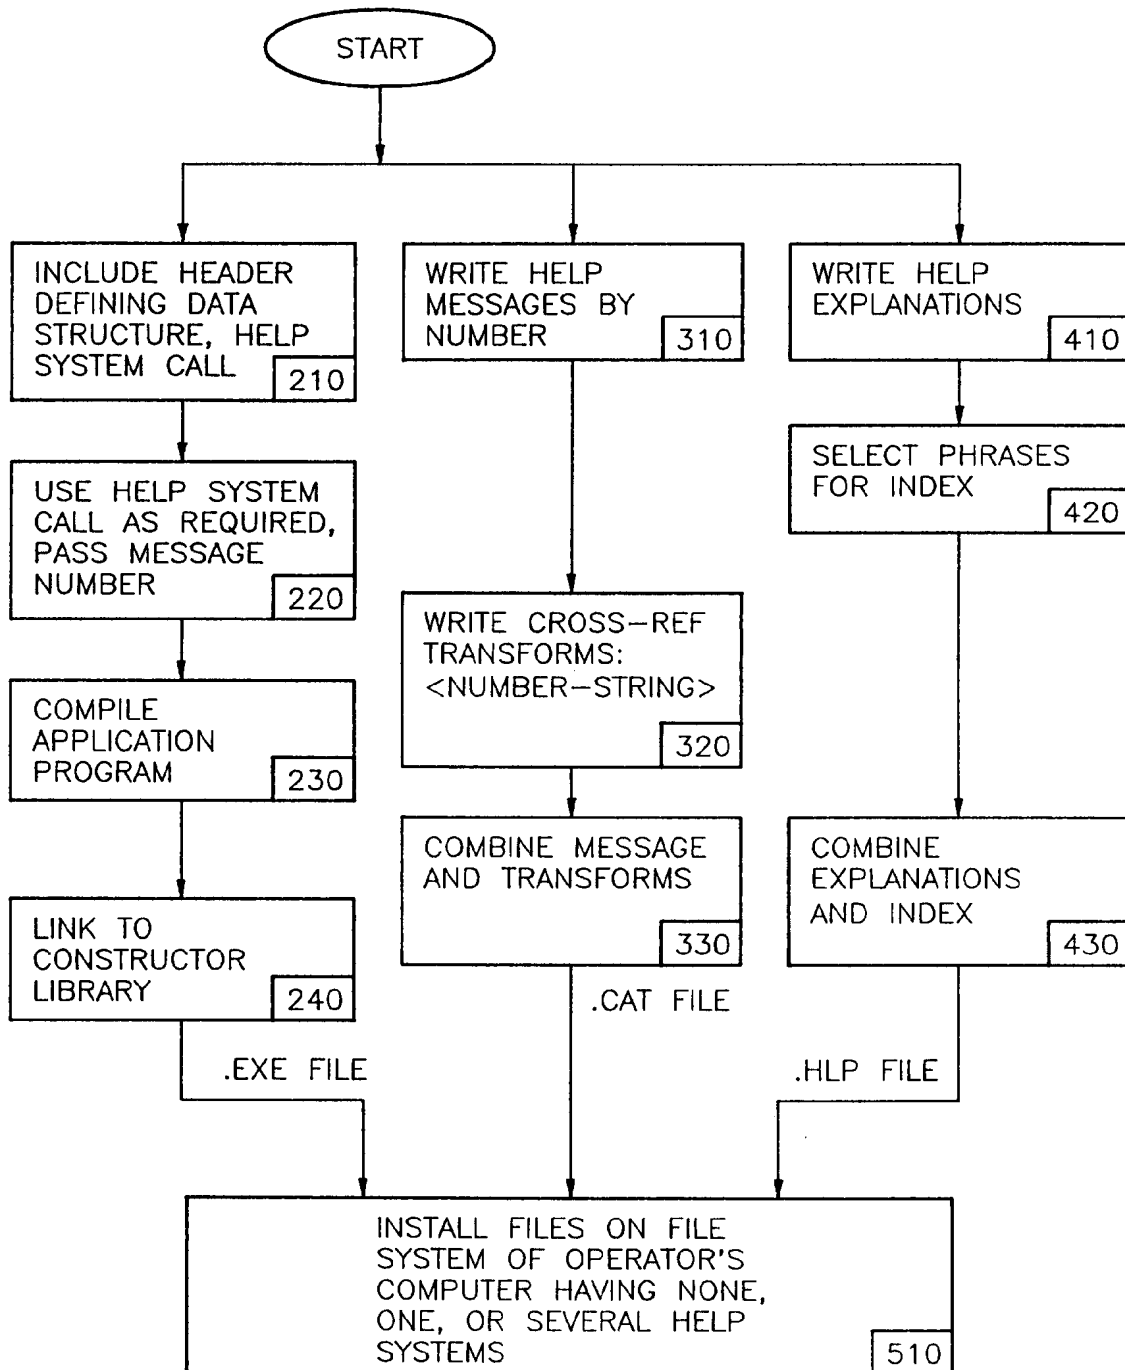 START
INCLUDE HEADER
DEFINING DATA
STRUCTURE, HELP
SYSTEM CALL
210
USE HELP SYSTEM
CALL AS REQUIRED,
PASS MESSAGE
NUMBER
220
COMPILE
APPLICATION
PROGRAM
230
LINK TO
CONSTRUCTOR
LIBRARY
240
.EXE FILE
WRITE HELP
MESSAGES BY
NUMBER
310
WRITE CROSS-REF
TRANSFORMS:
<NUMBER-STRING>
320
COMBINE MESSAGE
AND TRANSFORMS
330
.CAT FILE
WRITE HELP
EXPLANATIONS
410
SELECT PHRASES
FOR INDEX
420
COMBINE
EXPLANATIONS
AND INDEX
430
.HLP FILE
INSTALL FILES ON FILE
SYSTEM OF OPERATOR'S
COMPUTER HAVING NONE,
ONE, OR SEVERAL HELP
SYSTEMS
510